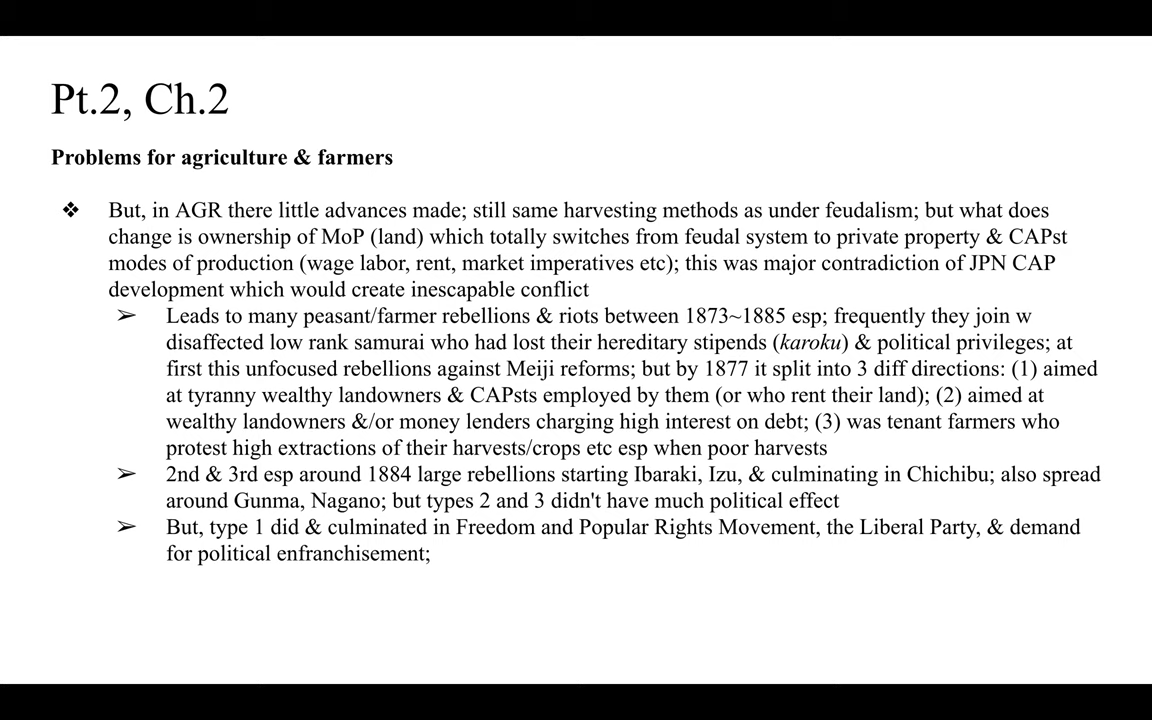 Pt.2, Ch.2
Problems for agriculture & farmers
❖ But, in AGR there little advances made; still same harvesting methods as under feudalism; but what does
change is ownership of MoP (land) which totally switches from feudal system to private property & CAPst
modes of production (wage labor, rent, market imperatives etc); this was major contradiction of JPN CAP
development which would create inescapable conflict
➢ Leads to many peasant/farmer rebellions & riots between 1873~1885 esp; frequently they join w
disaffected low rank samurai who had lost their hereditary stipends (karoku) & political privileges; at
first this unfocused rebellions against Meiji reforms; but by 1877 it split into 3 diff directions: (1) aimed
at tyranny wealthy landowners & CAPsts employed by them (or who rent their land); (2) aimed at
wealthy landowners &/or money lenders charging high interest on debt; (3) was tenant farmers who
protest high extractions of their harvests/crops etc esp when poor harvests
➢ 2nd & 3rd esp around 1884 large rebellions starting Ibaraki, Izu, & culminating in Chichibu; also spread
around Gunma, Nagano; but types 2 and 3 didn't have much political effect
➢ But, type 1 did & culminated in Freedom and Popular Rights Movement, the Liberal Party, & demand
for political enfranchisement;